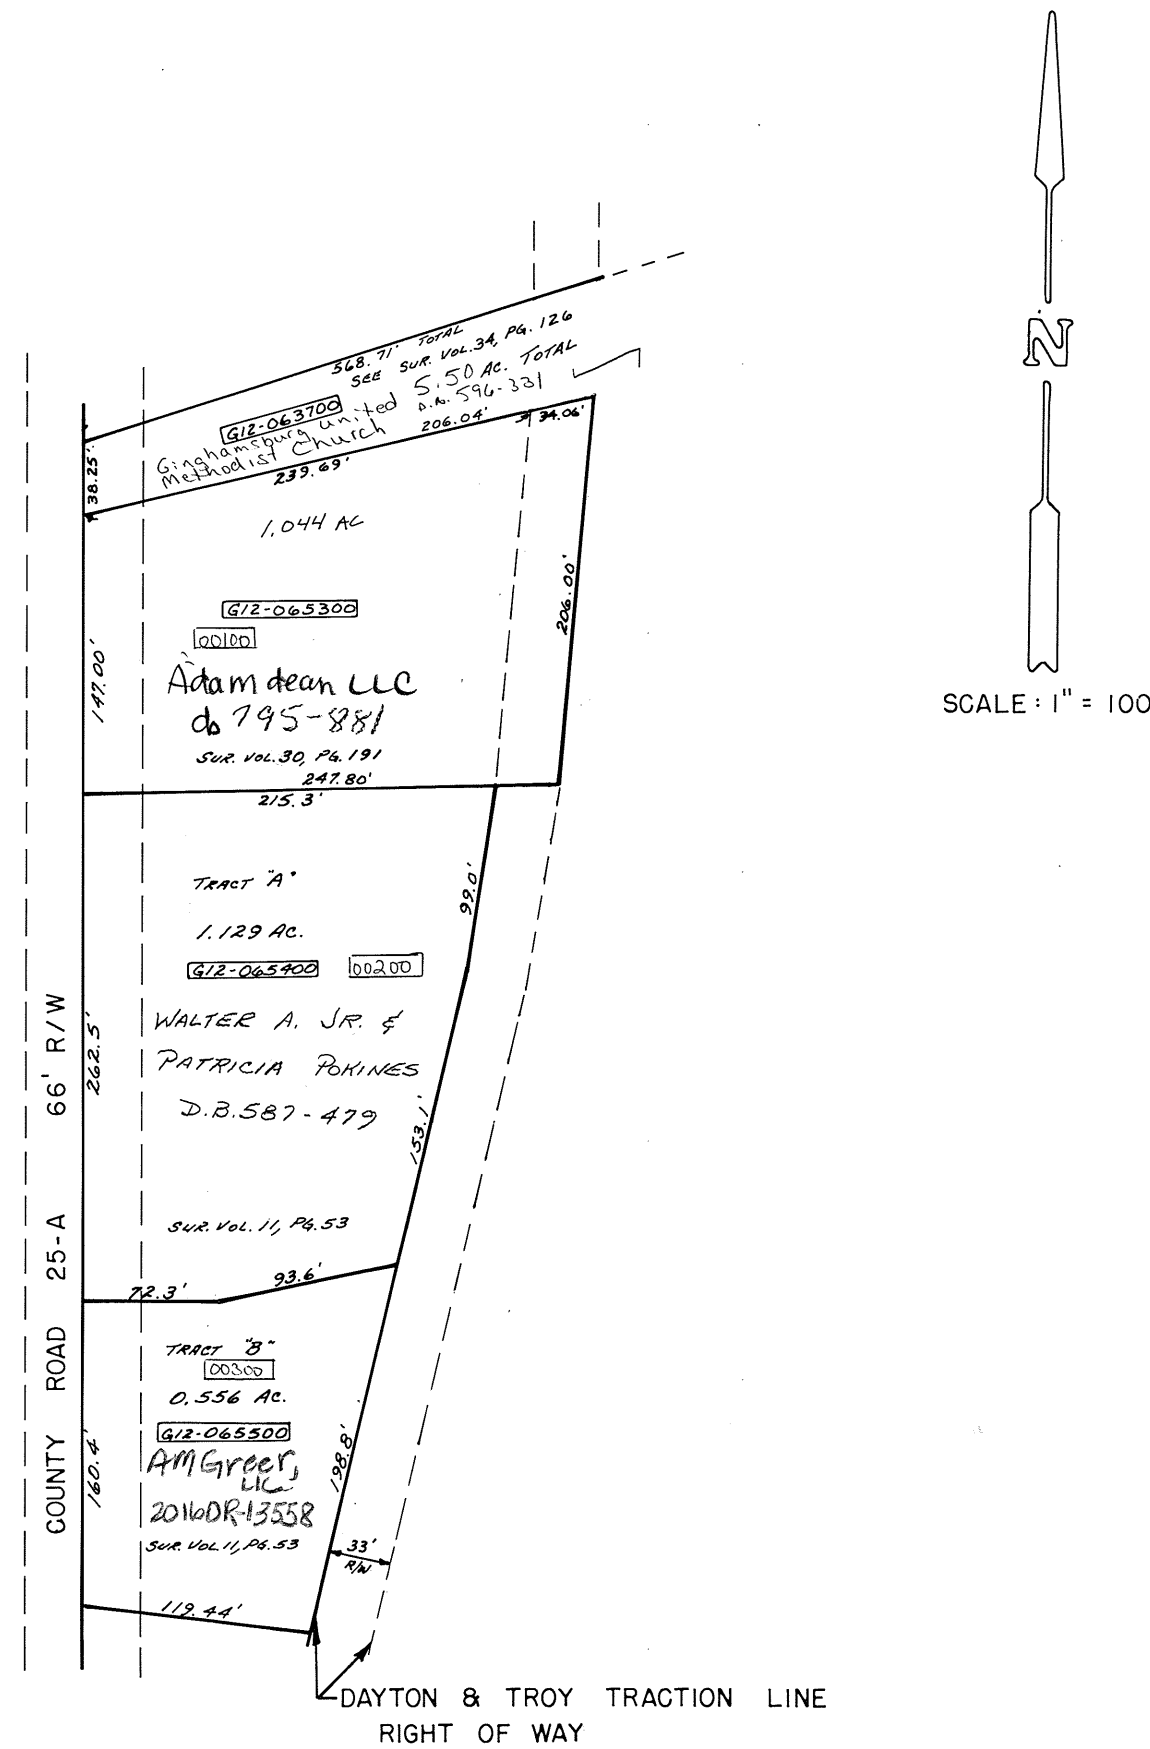 N
SCALE: 1" = 100
568.71' TOTAL
SEE SUR. VOL. 34, PG. 126
5.50 AC. TOTAL
D.B. 596-331
G12-063700
Ginghamsburg United
Methodist Church
206.04'
34.06'
38.25'
239.69'
1.044 AC
206.00'
G12-065300
00100
147.00'
Adam dean LLC
db 795-881
SUR. VOL. 30, PG. 191
247.80'
215.3'
TRACT "A"
99.0'
1.129 AC.
G12-065400 00200
262.5'
WALTER A. JR. &
PATRICIA POKINES
D.B. 587-479
153.1'
SUR. VOL. 11, PG. 53
93.6'
72.3'
COUNTY ROAD 25-A 66' R/W
TRACT "B"
00300
0.556 AC.
G12-065500
160.4'
198.8'
AM Greer,
LLC
2016DR-13558
SUR. VOL. 11, PG. 53
33'
R/W
119.44'
DAYTON & TROY TRACTION LINE
RIGHT OF WAY